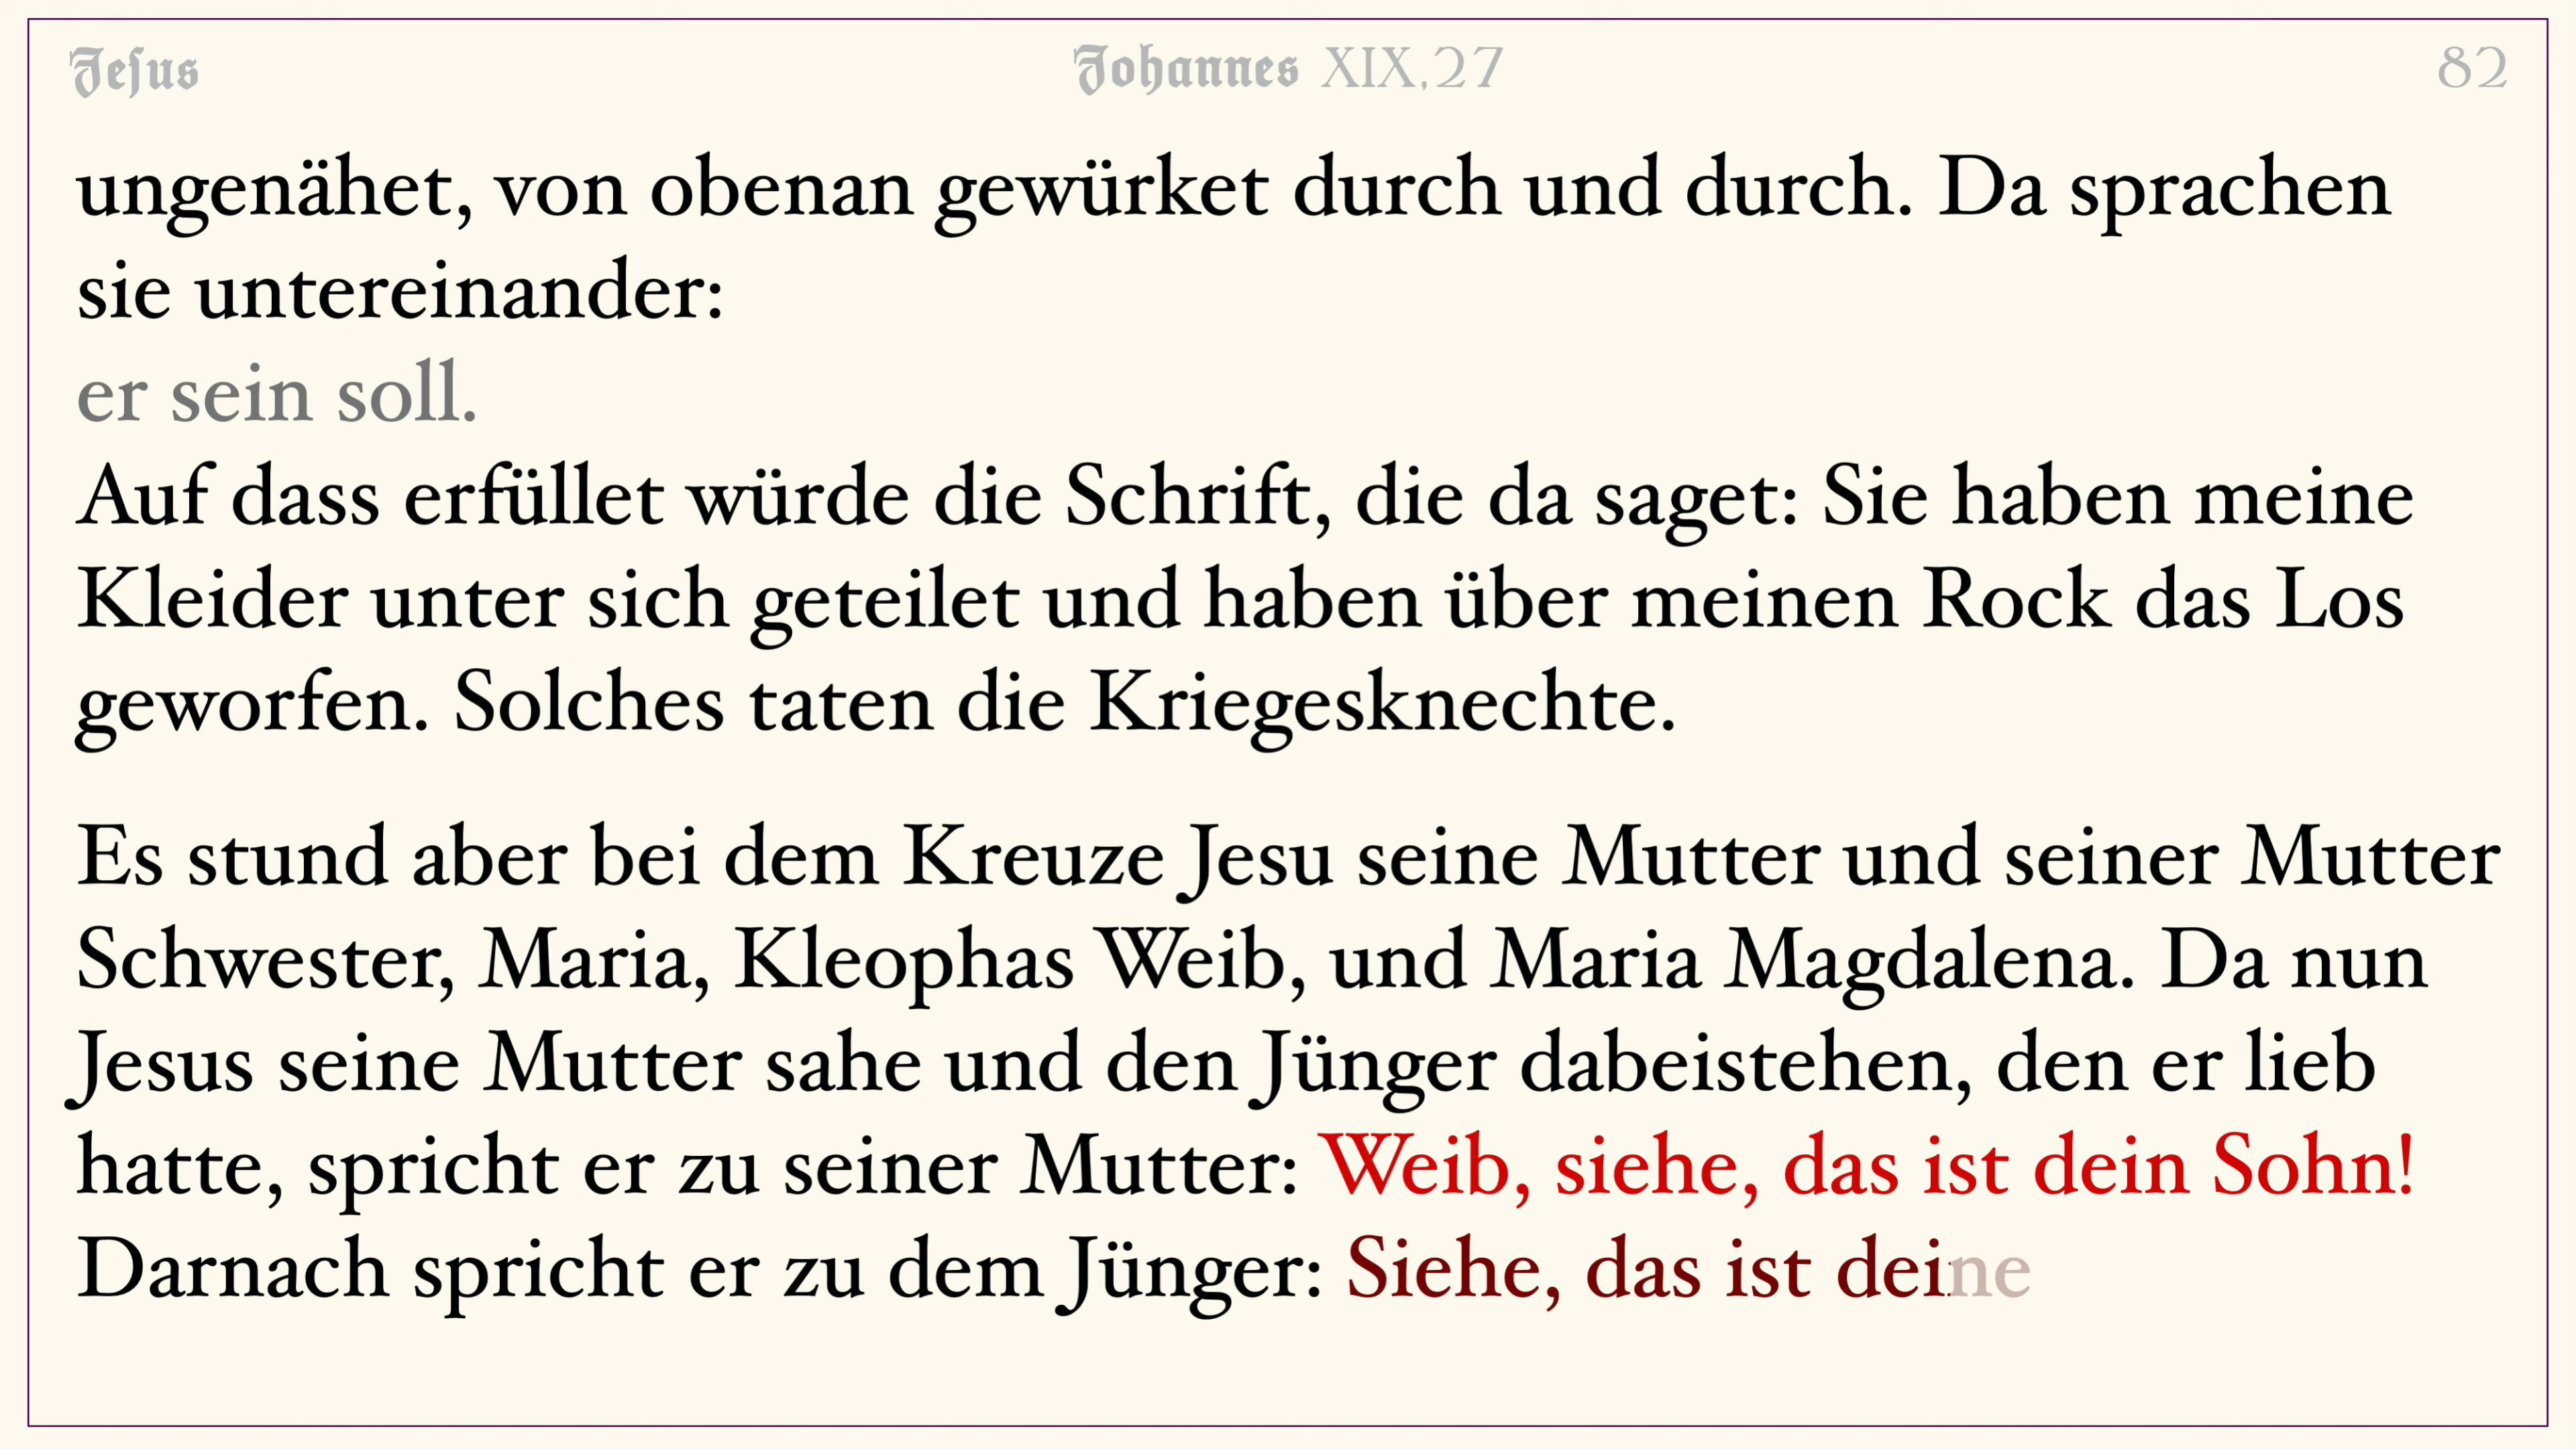 Jeſus
Johannes XIX,27
82
ungenähet, von obenan gewürket durch und durch. Da sprachen
sie untereinander:
er sein soll.
Auf dass erfüllet würde die Schrift, die da saget: Sie haben meine
Kleider unter sich geteilet und haben über meinen Rock das Los
geworfen. Solches taten die Kriegesknechte.
Es stund aber bei dem Kreuze Jesu seine Mutter und seiner Mutter
Schwester, Maria, Kleophas Weib, und Maria Magdalena. Da nun
Jesus seine Mutter sahe und den Jünger dabeistehen, den er lieb
hatte, spricht er zu seiner Mutter: Weib, siehe, das ist dein Sohn!
Darnach spricht er zu dem Jünger: Siehe, das ist deine